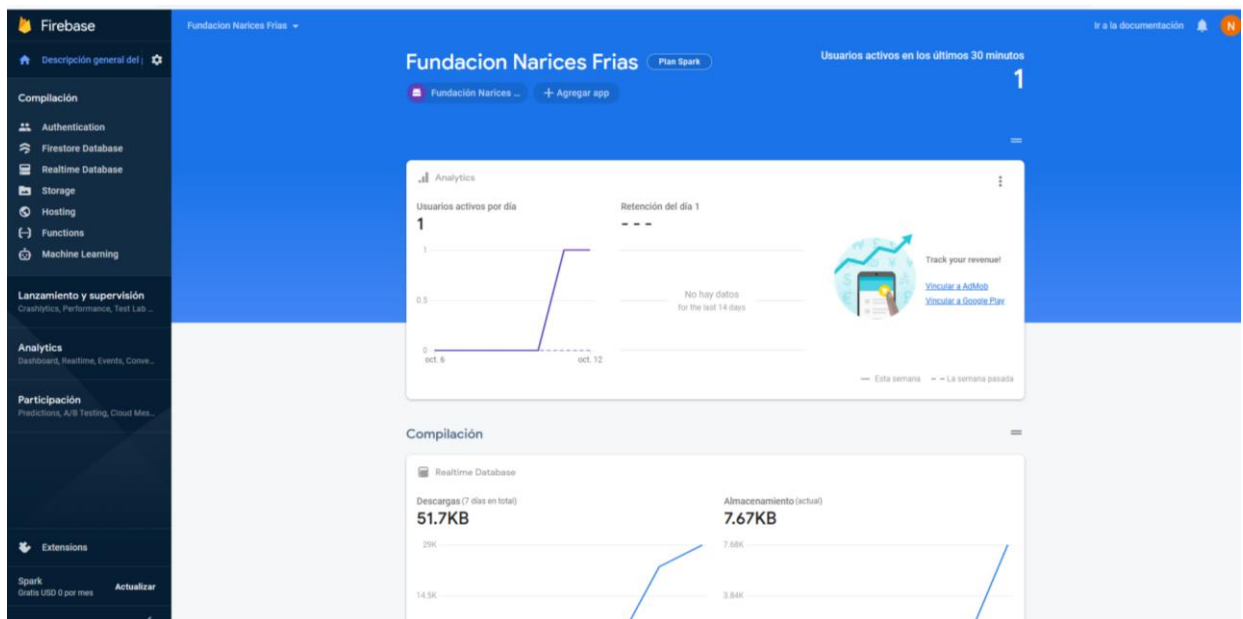 Firebase
Fundacion Narices Frias
Ir a la documentación
N
Descripción general del
Fundacion Narices Frias
Plan Spark
Usuarios activos en los últimos 30 minutos
1
Fundación Narices ...
+ Agregar app
Compilación
Authentication
Firestore Database
Realtime Database
Storage
Hosting
Functions
Machine Learning
Lanzamiento y supervisión
Crashlytics, Performance, Test Lab ...
Analytics
Dashboard, Realtime, Events, Conve...
Participación
Predictions, A/B Testing, Cloud Mes...
Extensions
Spark
Gratis USD 0 por mes
Actualizar
Analytics
Usuarios activos por día
1
1
0.5
0
oct. 6
oct. 12
Retención del día 1
- - -
No hay datos
for the last 14 days
Track your revenue!
Vincular a AdMob
Vincular a Google Play
Esta semana
La semana pasada
Compilación
Realtime Database
Descargas (7 días en total)
51.7KB
29K
14.5K
Almacenamiento (actual)
7.67KB
7.68K
3.84K